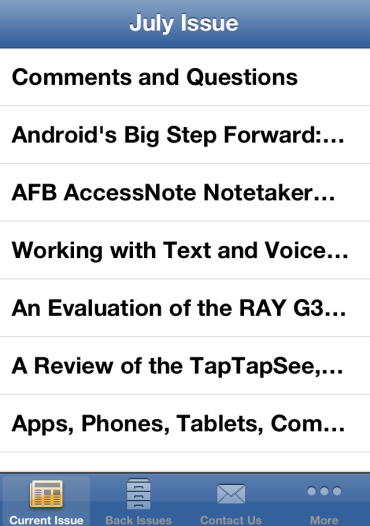 July Issue
Comments and Questions
Android's Big Step Forward:...
AFB AccessNote Notetaker...
Working with Text and Voice...
An Evaluation of the RAY G3...
A Review of the TapTapSee,...
Apps, Phones, Tablets, Com...
Current Issue Back Issues Contact Us More